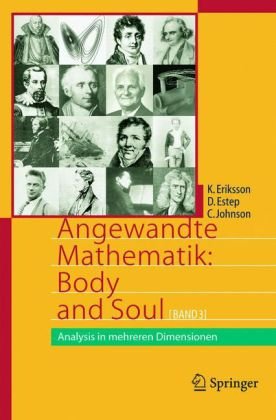 K. Eriksson
D. Estep
C. Johnson
Angewandte
Mathematik:
Body
and Soul [BAND 3]
Analysis in mehreren Dimensionen
Springer